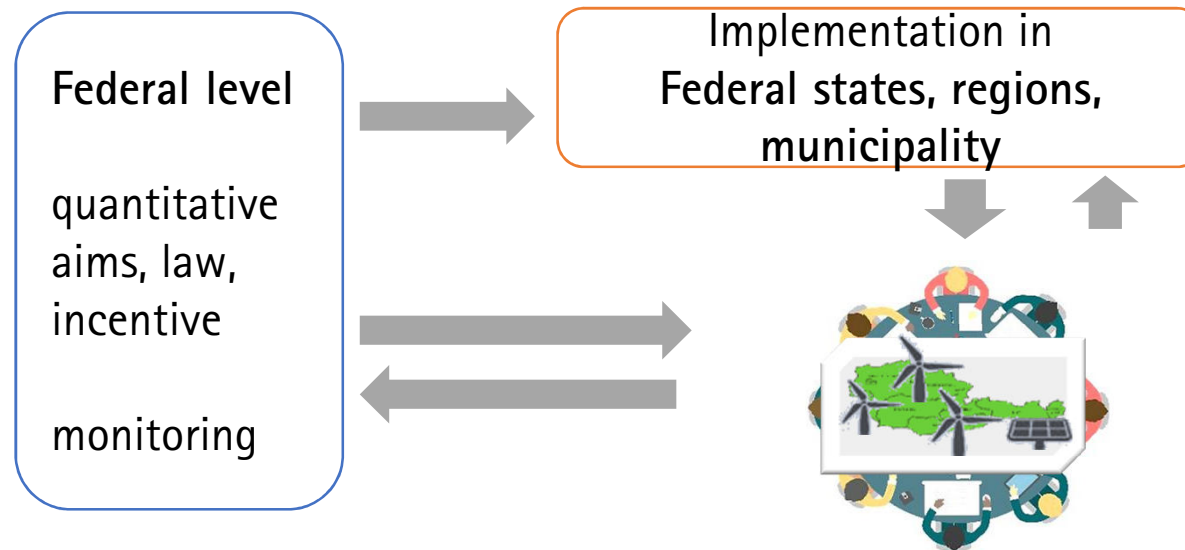 Federal level
quantitative
aims, law,
incentive
monitoring
Implementation in
Federal states, regions,
municipality